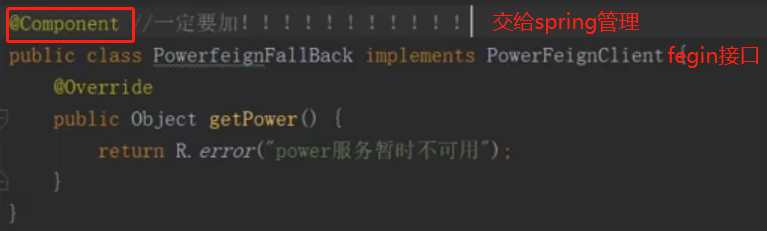 @Component //一定要加！！！！！！！！！！！ 交给spring管理
public class PowerfeignFallBack implements PowerFeignClient { fegin接口
@Override
public Object getPower() {
return R.error("power服务暂时不可用");
}
}